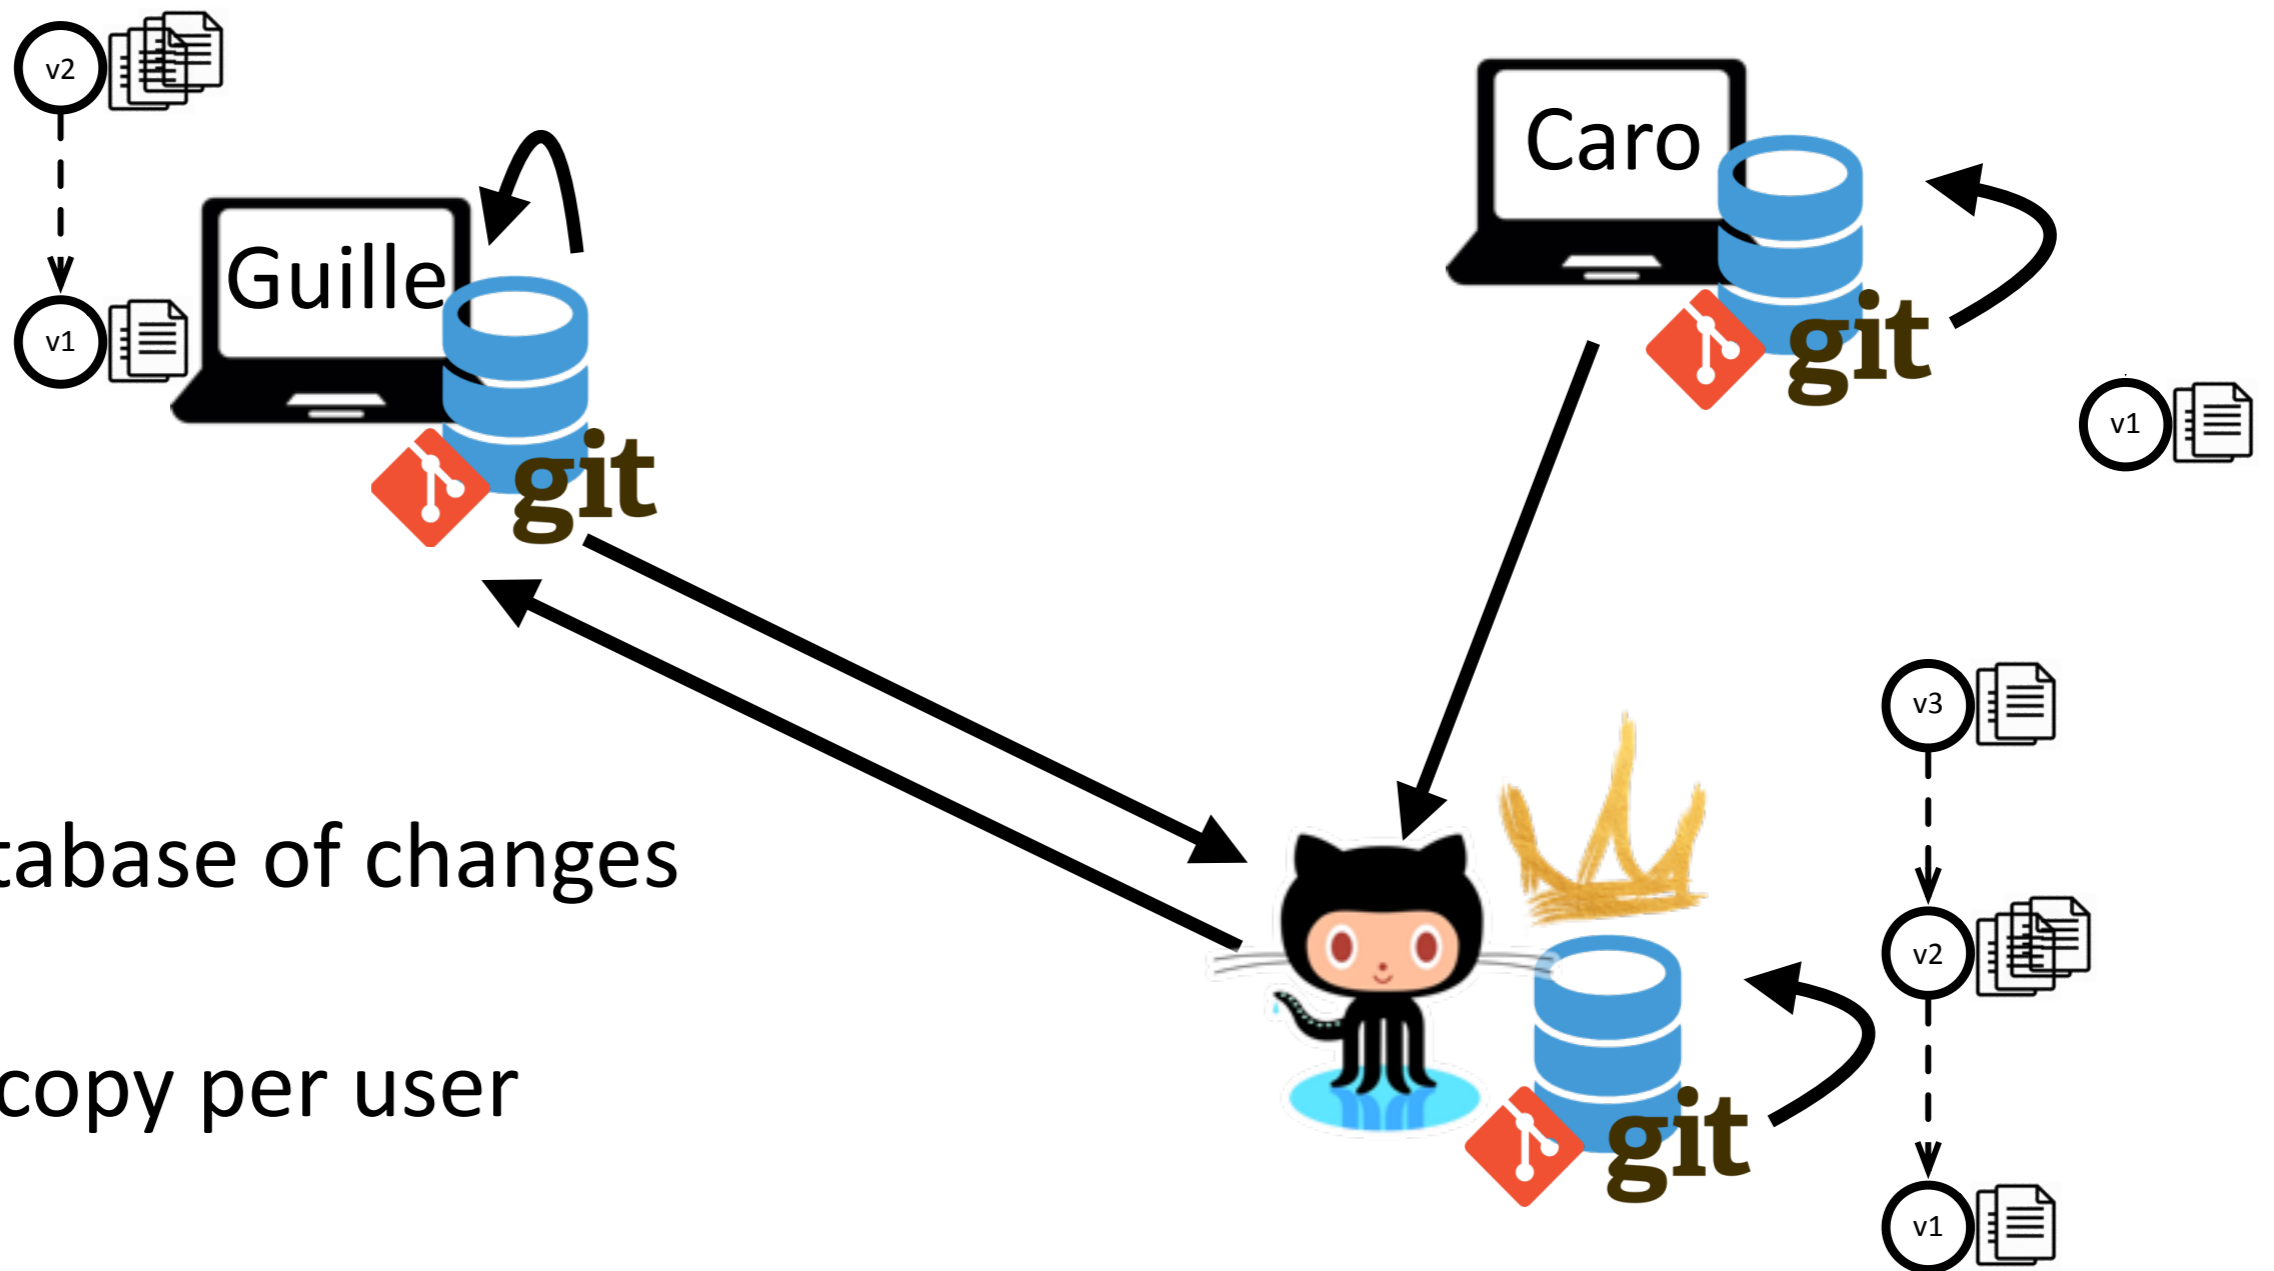 v2
Caro
Guille
v1
git
v1
git
v3
tabase of changes
v2
copy per user
git
v1